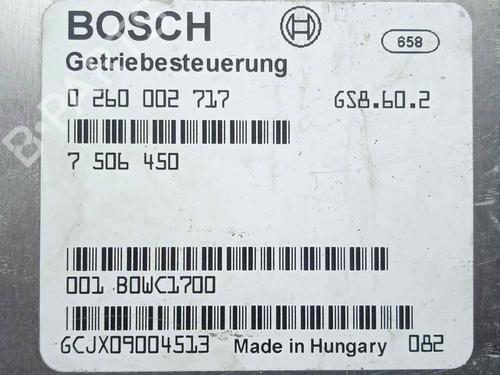 BOSCH 658
Getriebesteuerung
0 260 002 717 GS8.60.2
7 506 450
001 B0WC1700
GCJX09004513 Made in Hungary 082